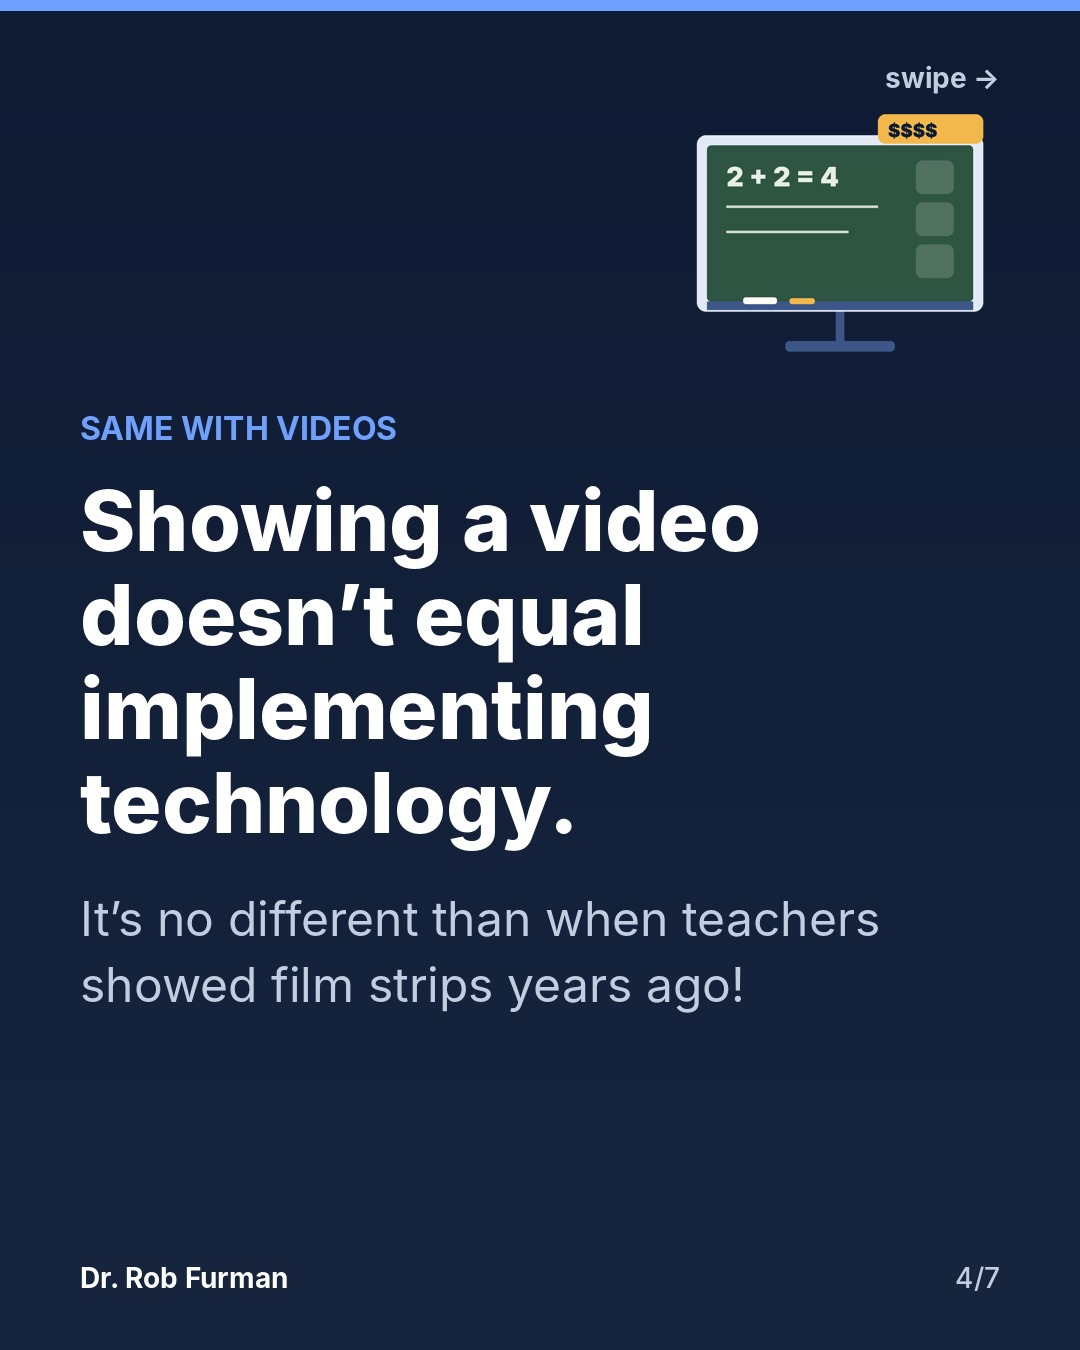 swipe →
$$$$
2 + 2 = 4
SAME WITH VIDEOS
Showing a video
doesn’t equal
implementing
technology.
It’s no different than when teachers
showed film strips years ago!
Dr. Rob Furman
4/7